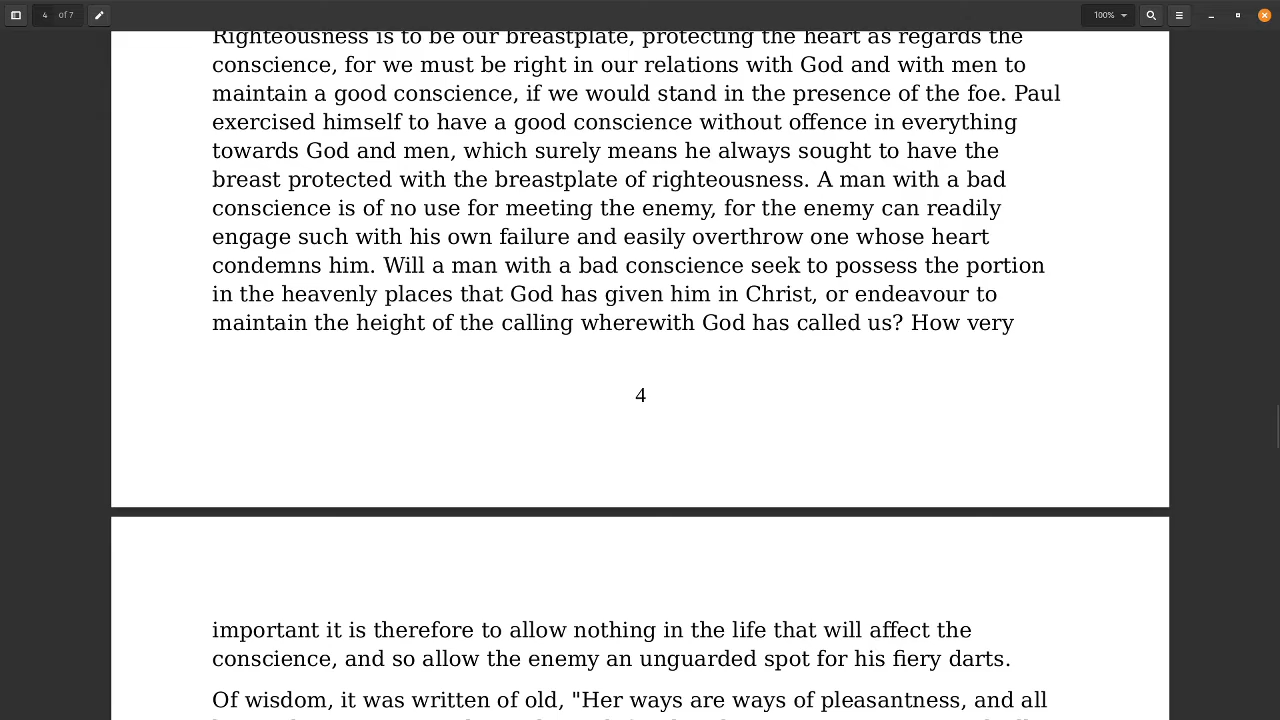 4 of 7
100%
Righteousness is to be our breastplate, protecting the heart as regards the
conscience, for we must be right in our relations with God and with men to
maintain a good conscience, if we would stand in the presence of the foe. Paul
exercised himself to have a good conscience without offence in everything
towards God and men, which surely means he always sought to have the
breast protected with the breastplate of righteousness. A man with a bad
conscience is of no use for meeting the enemy, for the enemy can readily
engage such with his own failure and easily overthrow one whose heart
condemns him. Will a man with a bad conscience seek to possess the portion
in the heavenly places that God has given him in Christ, or endeavour to
maintain the height of the calling wherewith God has called us? How very
4
important it is therefore to allow nothing in the life that will affect the
conscience, and so allow the enemy an unguarded spot for his fiery darts.
Of wisdom, it was written of old, "Her ways are ways of pleasantness, and all